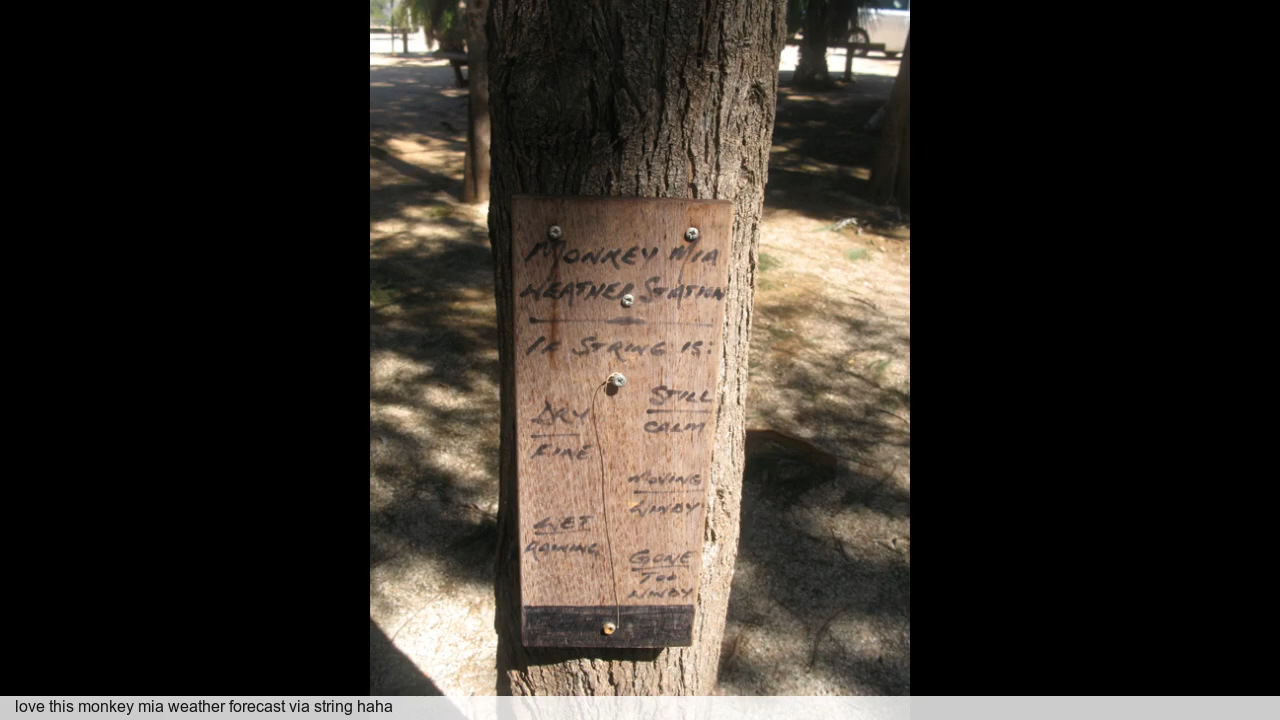 MONKEY MIA
WEATHER STATION
IF STRING IS:
DRY
FINE
STILL
CALM
MOVING
WINDY
WET
RAINING
GONE
TOO
WINDY
love this monkey mia weather forecast via string haha